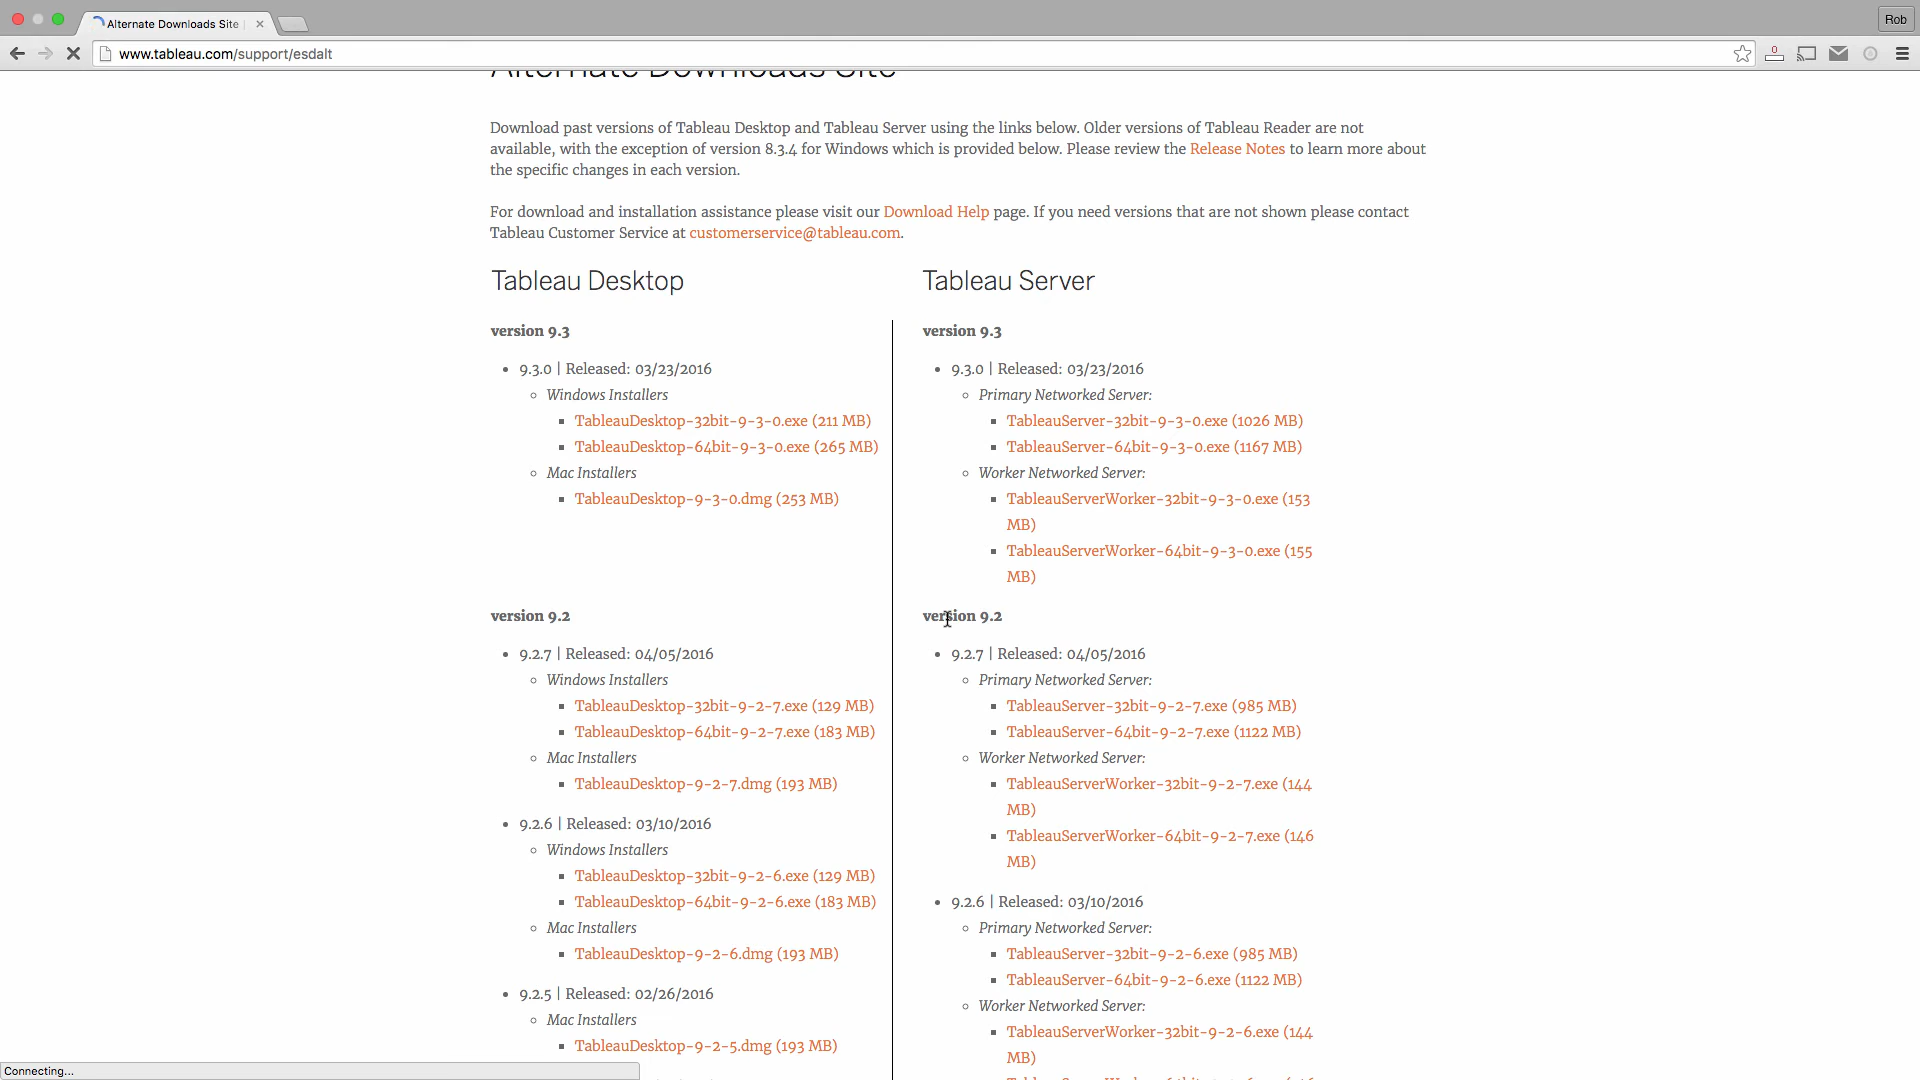 Alternate Downloads Site
Rob
www.tableau.com/support/esdalt
0
Alternate Downloads Site
Download past versions of Tableau Desktop and Tableau Server using the links below. Older versions of Tableau Reader are not
available, with the exception of version 8.3.4 for Windows which is provided below. Please review the Release Notes to learn more about
the specific changes in each version.
For download and installation assistance please visit our Download Help page. If you need versions that are not shown please contact
Tableau Customer Service at customerservice@tableau.com.
Tableau Desktop
version 9.3
9.3.0 | Released: 03/23/2016
Windows Installers
TableauDesktop-32bit-9-3-0.exe (211 MB)
TableauDesktop-64bit-9-3-0.exe (265 MB)
Mac Installers
TableauDesktop-9-3-0.dmg (253 MB)
version 9.2
9.2.7 | Released: 04/05/2016
Windows Installers
TableauDesktop-32bit-9-2-7.exe (129 MB)
TableauDesktop-64bit-9-2-7.exe (183 MB)
Mac Installers
TableauDesktop-9-2-7.dmg (193 MB)
9.2.6 | Released: 03/10/2016
Windows Installers
TableauDesktop-32bit-9-2-6.exe (129 MB)
TableauDesktop-64bit-9-2-6.exe (183 MB)
Mac Installers
TableauDesktop-9-2-6.dmg (193 MB)
9.2.5 | Released: 02/26/2016
Mac Installers
TableauDesktop-9-2-5.dmg (193 MB)
Tableau Server
version 9.3
9.3.0 | Released: 03/23/2016
Primary Networked Server:
TableauServer-32bit-9-3-0.exe (1026 MB)
TableauServer-64bit-9-3-0.exe (1167 MB)
Worker Networked Server:
TableauServerWorker-32bit-9-3-0.exe (153
MB)
TableauServerWorker-64bit-9-3-0.exe (155
MB)
version 9.2
9.2.7 | Released: 04/05/2016
Primary Networked Server:
TableauServer-32bit-9-2-7.exe (985 MB)
TableauServer-64bit-9-2-7.exe (1122 MB)
Worker Networked Server:
TableauServerWorker-32bit-9-2-7.exe (144
MB)
TableauServerWorker-64bit-9-2-7.exe (146
MB)
9.2.6 | Released: 03/10/2016
Primary Networked Server:
TableauServer-32bit-9-2-6.exe (985 MB)
TableauServer-64bit-9-2-6.exe (1122 MB)
Worker Networked Server:
TableauServerWorker-32bit-9-2-6.exe (144
MB)
Connecting...